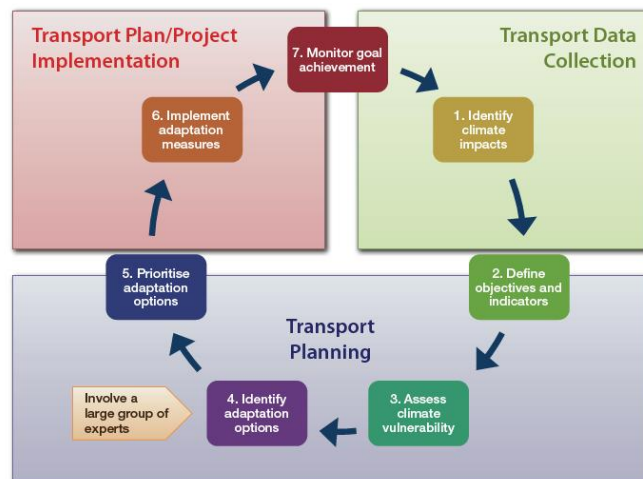 Transport Plan/Project
Implementation
7. Monitor goal
achievement
Transport Data
Collection
1. Identify
climate
impacts
2. Define
objectives and
indicators
3. Assess
climate
vulnerability
4. Identify
adaptation
options
5. Prioritise
adaptation
options
6. Implement
adaptation
measures
Transport
Planning
Involve a
large group of
experts